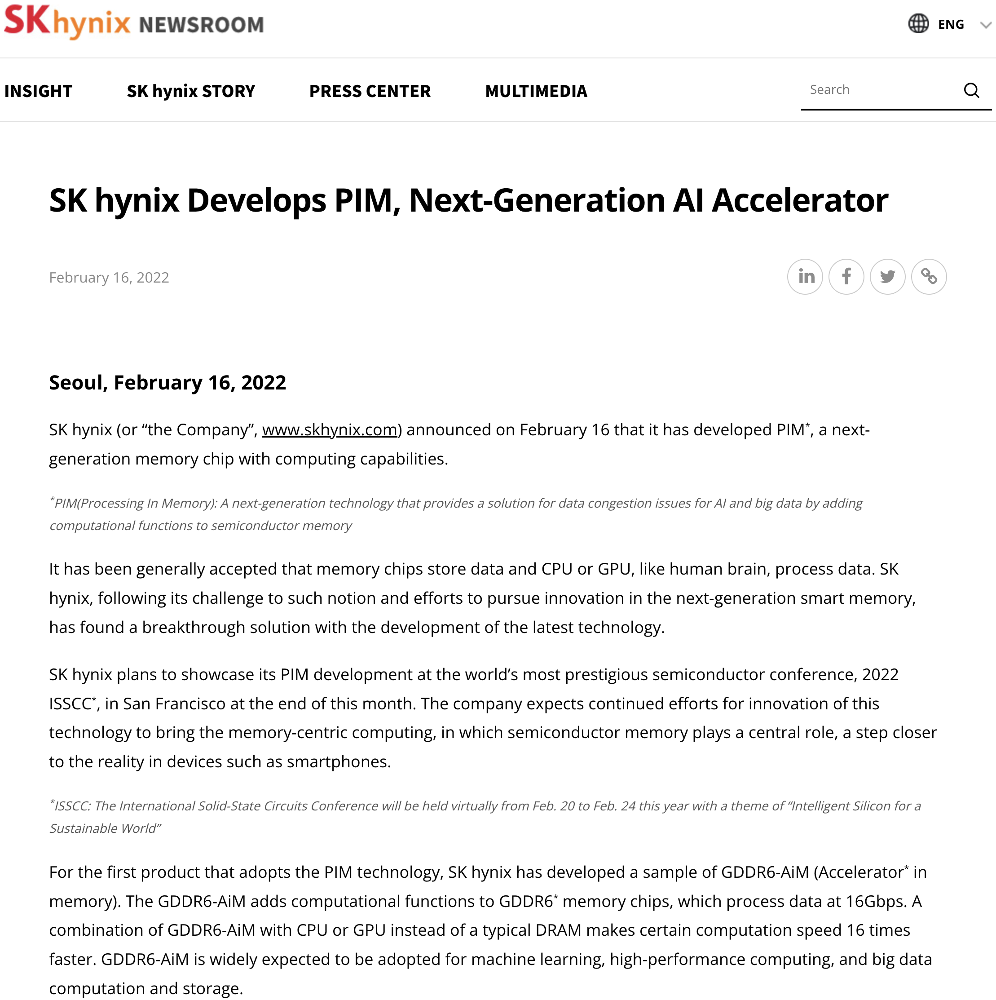 SK hynix NEWSROOM
ENG
INSIGHT
SK hynix STORY
PRESS CENTER
MULTIMEDIA
Search
SK hynix Develops PIM, Next-Generation AI Accelerator
February 16, 2022
Seoul, February 16, 2022
SK hynix (or “the Company”, www.skhynix.com) announced on February 16 that it has developed PIM*, a next-
generation memory chip with computing capabilities.
*PIM(Processing In Memory): A next-generation technology that provides a solution for data congestion issues for AI and big data by adding
computational functions to semiconductor memory
It has been generally accepted that memory chips store data and CPU or GPU, like human brain, process data. SK
hynix, following its challenge to such notion and efforts to pursue innovation in the next-generation smart memory,
has found a breakthrough solution with the development of the latest technology.
SK hynix plans to showcase its PIM development at the world’s most prestigious semiconductor conference, 2022
ISSCC*, in San Francisco at the end of this month. The company expects continued efforts for innovation of this
technology to bring the memory-centric computing, in which semiconductor memory plays a central role, a step closer
to the reality in devices such as smartphones.
*ISSCC: The International Solid-State Circuits Conference will be held virtually from Feb. 20 to Feb. 24 this year with a theme of “Intelligent Silicon for a
Sustainable World”
For the first product that adopts the PIM technology, SK hynix has developed a sample of GDDR6-AiM (Accelerator* in
memory). The GDDR6-AiM adds computational functions to GDDR6* memory chips, which process data at 16Gbps. A
combination of GDDR6-AiM with CPU or GPU instead of a typical DRAM makes certain computation speed 16 times
faster. GDDR6-AiM is widely expected to be adopted for machine learning, high-performance computing, and big data
computation and storage.